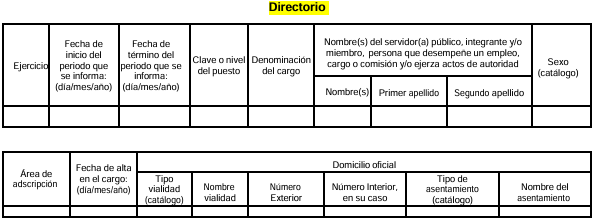 Directorio
Ejercicio
Fecha de
inicio del
periodo que
se informa:
(día/mes/año)
Fecha de
término del
periodo que se
informa:
(día/mes/año)
Clave o nivel
del puesto
Denominación
del cargo
Nombre(s) del servidor(a) público, integrante y/o
miembro, persona que desempeñe un empleo,
cargo o comisión y/o ejerza actos de autoridad
Nombre(s)
Primer apellido
Segundo apellido
Sexo
(catálogo)
Área de
adscripción
Fecha de alta
en el cargo:
(día/mes/año)
Domicilio oficial
Tipo
vialidad
(catálogo)
Nombre
vialidad
Número
Exterior
Número Interior,
en su caso
Tipo de
asentamiento
(catálogo)
Nombre del
asentamiento